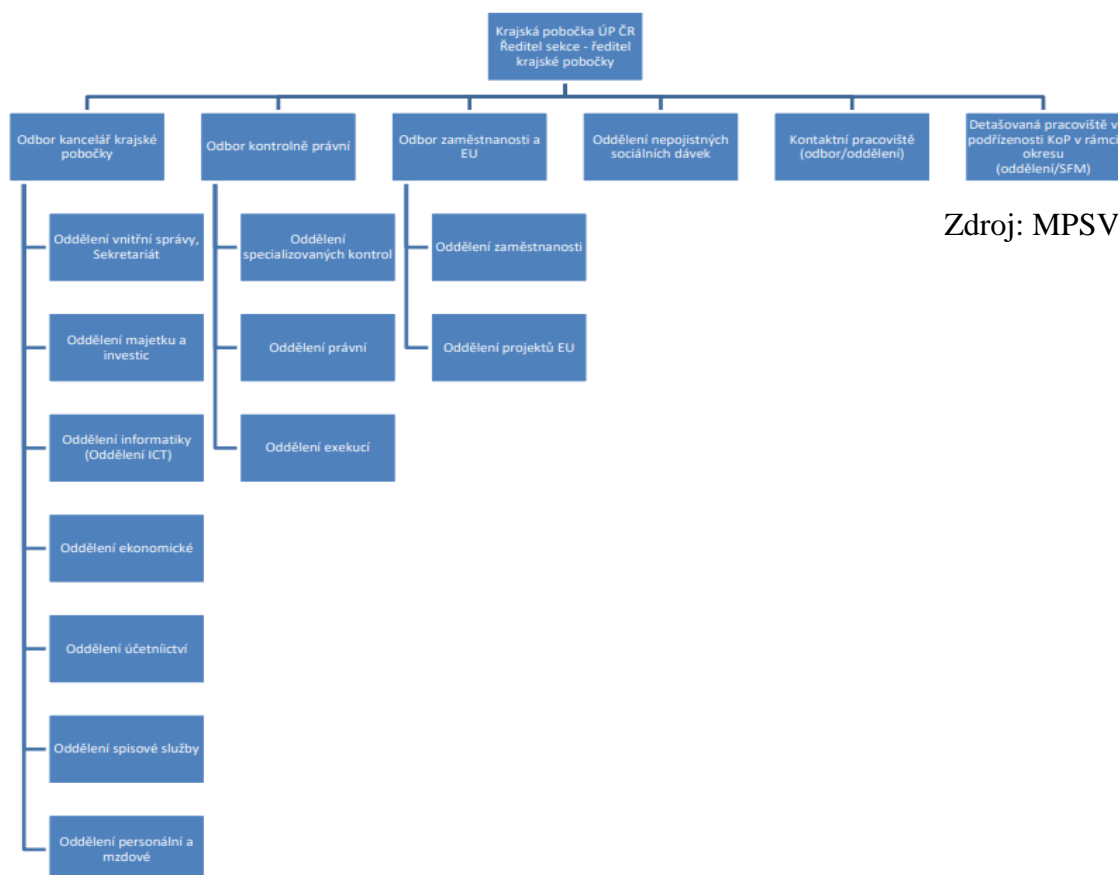 Krajská pobočka ÚP ČR
Ředitel sekce - ředitel
krajské pobočky
Odbor kancelář krajské
pobočky
Odbor kontrolně právní
Odbor zaměstnanosti a
EU
Oddělení nepojistných
sociálních dávek
Kontaktní pracoviště
(odbor/oddělení)
Detašovaná pracoviště v
podřízenosti KoP v rámci
okresu
(oddělení/SFM)
Zdroj: MPSV
Oddělení vnitřní správy,
Sekretariát
Oddělení
specializovaných kontrol
Oddělení zaměstnanosti
Oddělení majetku a
investic
Oddělení právní
Oddělení projektů EU
Oddělení informatiky
(Oddělení ICT)
Oddělení exekucí
Oddělení ekonomické
Oddělení účetniíctví
Oddělení spisové služby
Oddělení personální a
mzdové